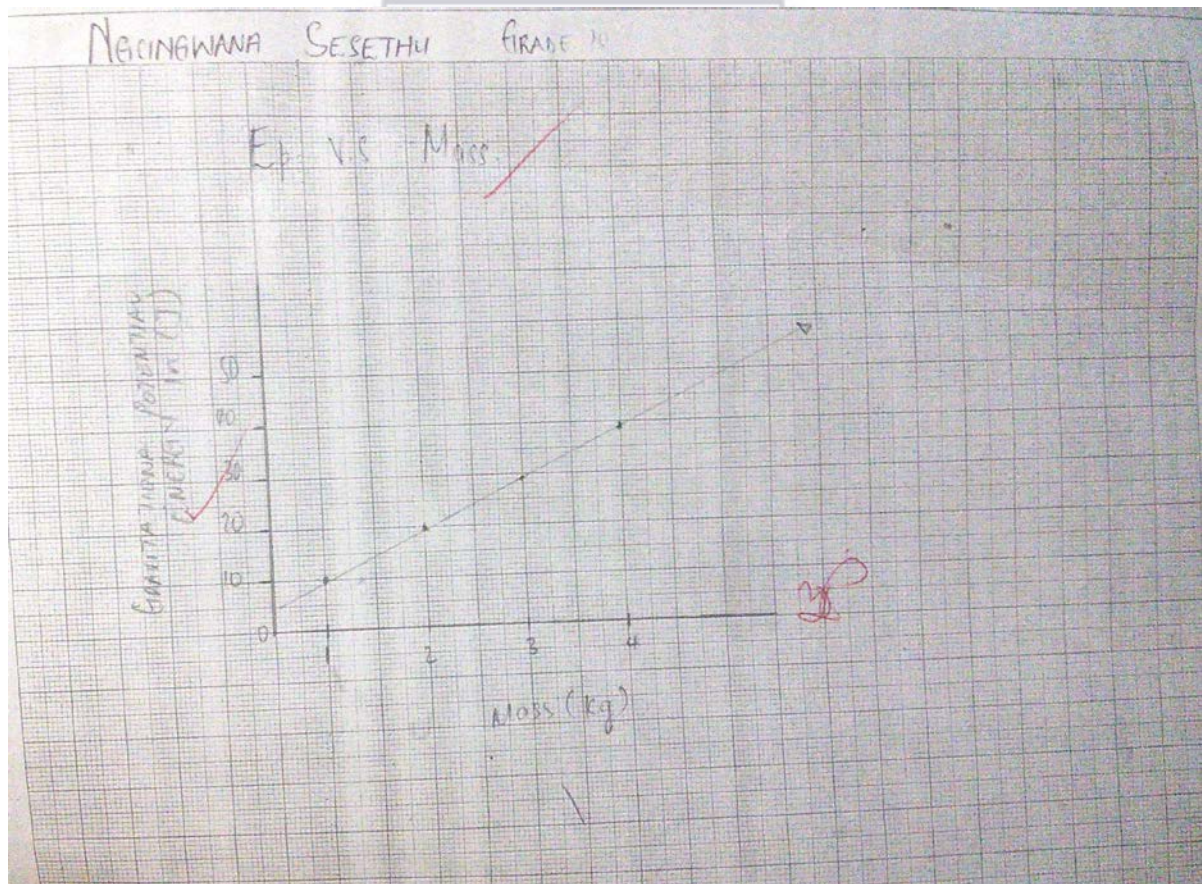 NGCINGWANA SESETHU GRADE 10
Ep V.S Mass.
GRAVITATIONA POTENTIAL
ENERGY In (J)
50
40
30
20
10
0
1 2 3 4
Mass (kg)